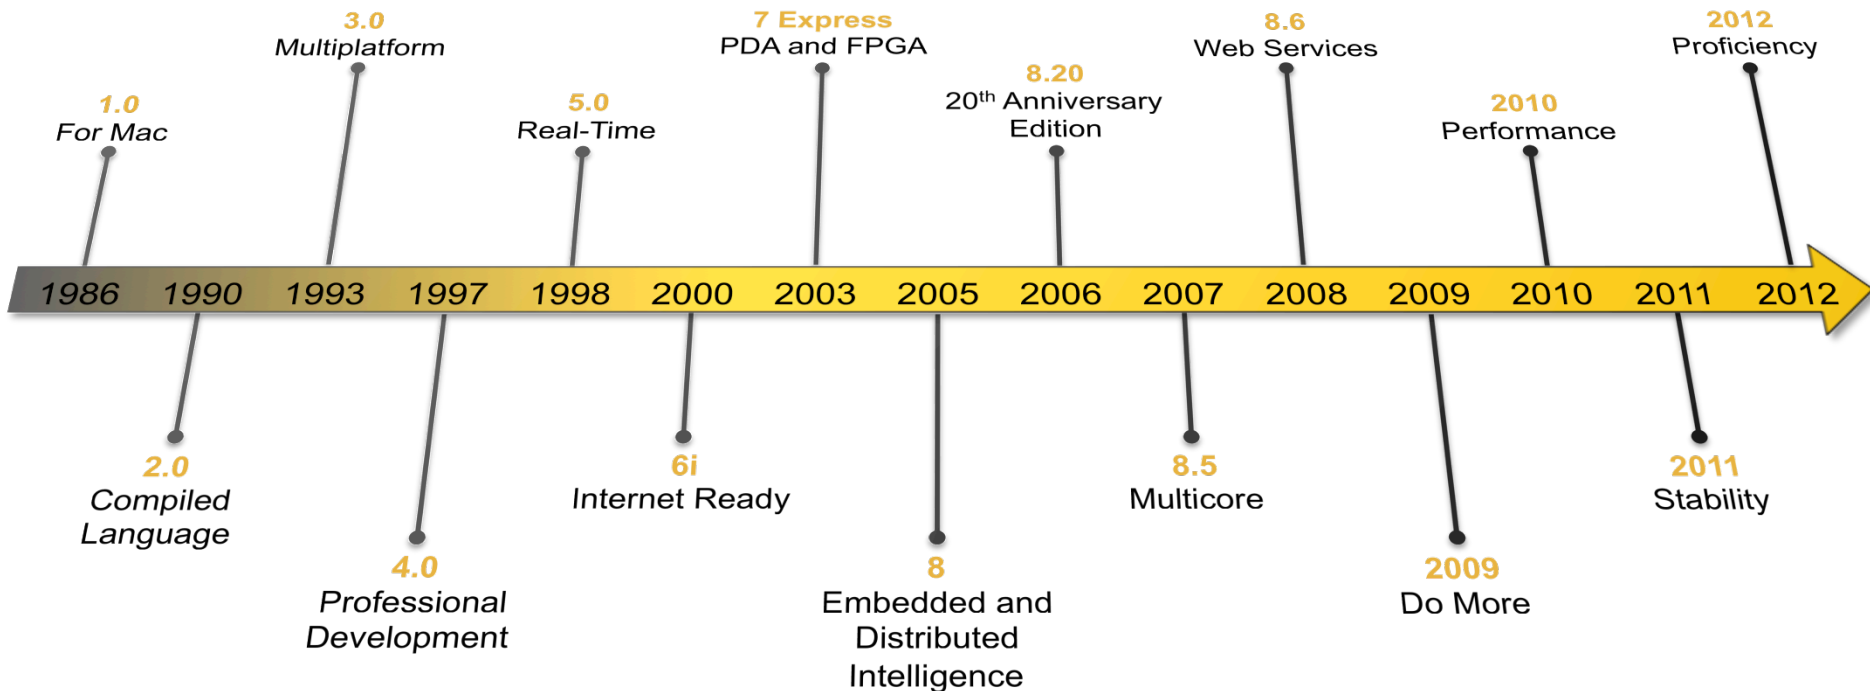 1.0
For Mac
3.0
Multiplatform
5.0
Real-Time
7 Express
PDA and FPGA
8.20
20th Anniversary
Edition
8.6
Web Services
2010
Performance
2012
Proficiency
1986 1990 1993 1997 1998 2000 2003 2005 2006 2007 2008 2009 2010 2011 2012
2.0
Compiled
Language
4.0
Professional
Development
6i
Internet Ready
8
Embedded and
Distributed
Intelligence
8.5
Multicore
2009
Do More
2011
Stability